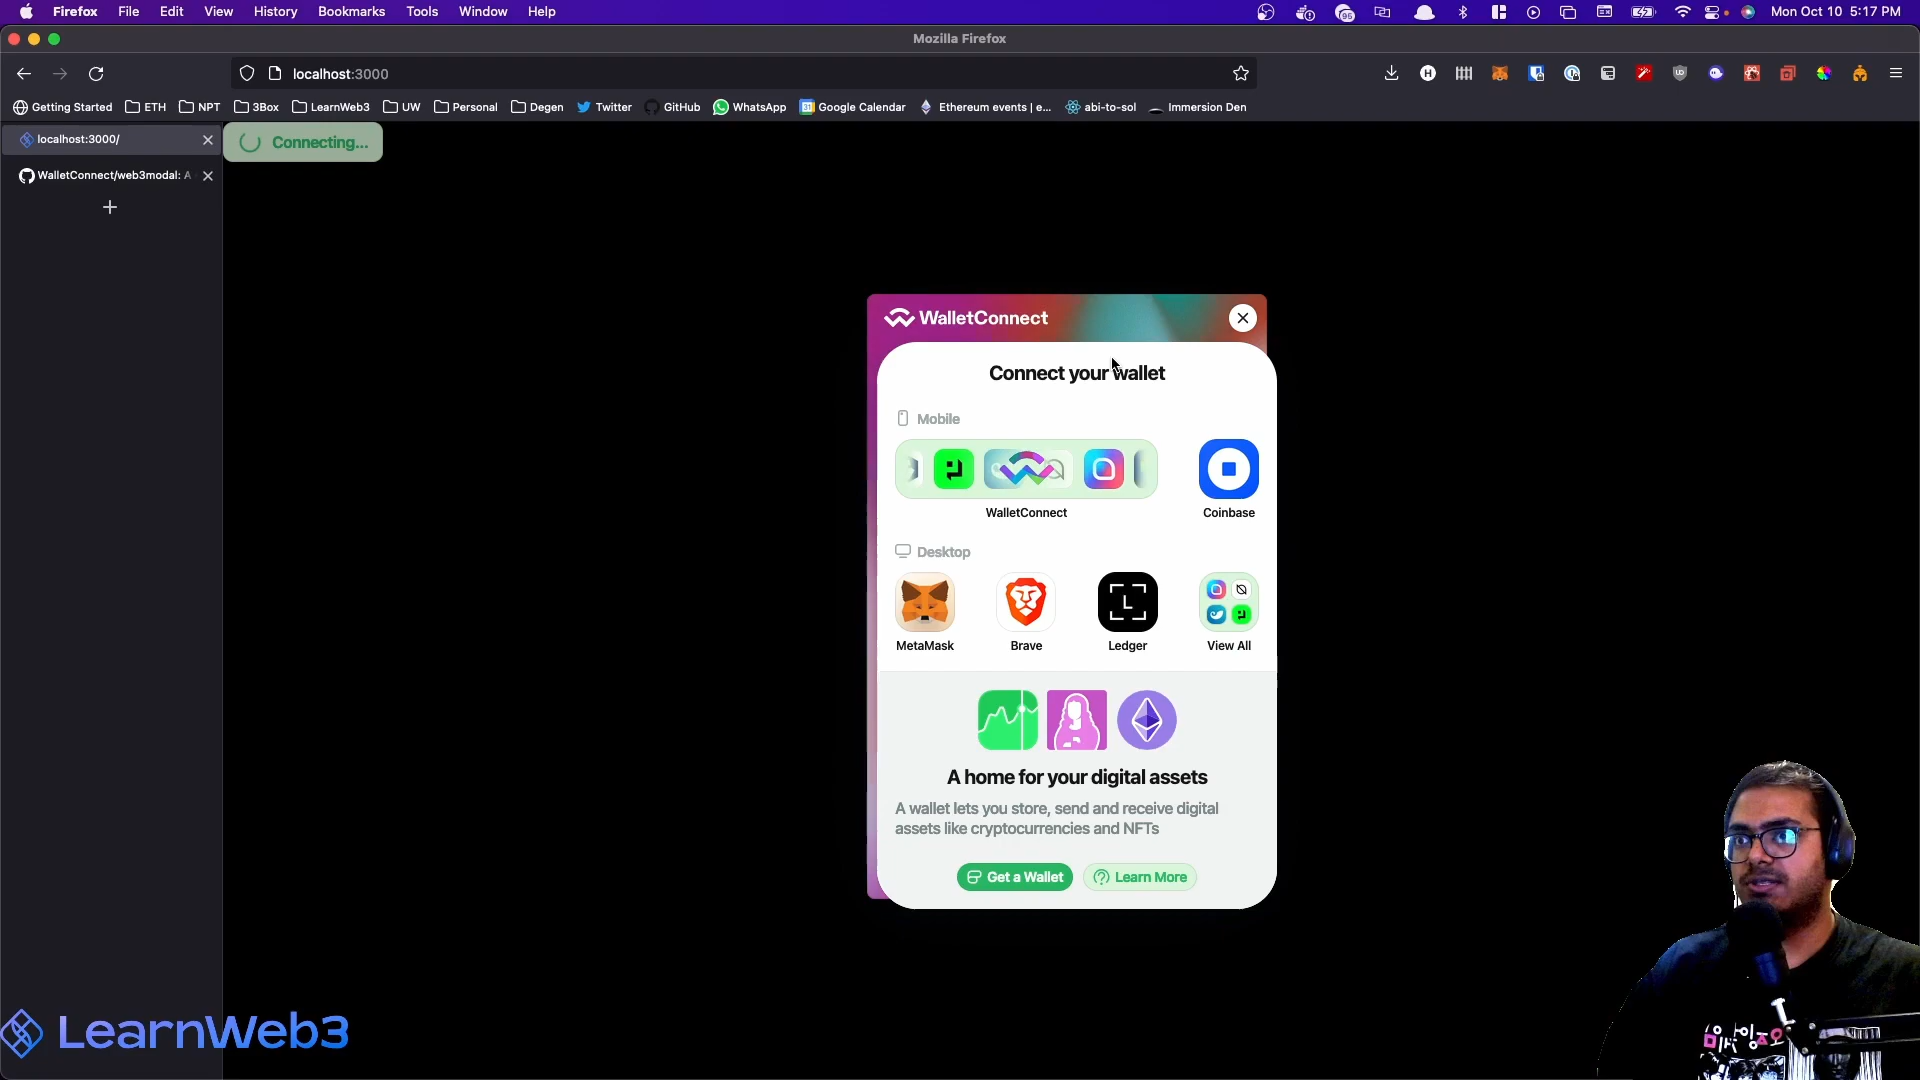 Firefox File Edit View History Bookmarks Tools Window Help
95
Mon Oct 10 5:17 PM
Mozilla Firefox
localhost:3000
Getting Started ETH NPT 3Box LearnWeb3 UW Personal Degen Twitter GitHub WhatsApp 31 Google Calendar Ethereum events | e... abi-to-sol Immersion Den
localhost:3000/
WalletConnect/web3modal: A
Connecting...
WalletConnect
Connect your wallet
Mobile
WalletConnect
Coinbase
Desktop
L
MetaMask Brave Ledger View All
A home for your digital assets
A wallet lets you store, send and receive digital
assets like cryptocurrencies and NFTs
Get a Wallet Learn More
LearnWeb3